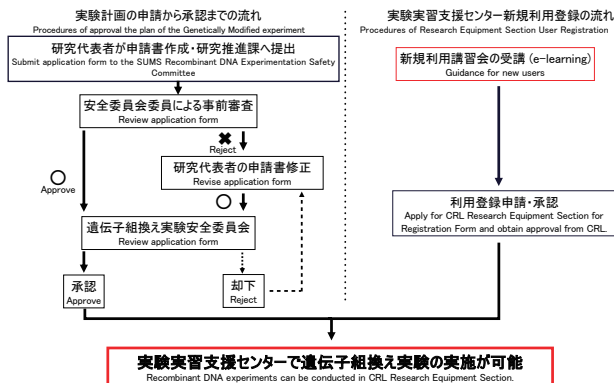 実験計画の申請から承認までの流れ
Procedures of approval the plan of the Genetically Modified experiment
研究代表者が申請書作成・研究推進課へ提出
Submit application form to the SUMS Recombinant DNA Experimentation Safety
Committee
安全委員会委員による事前審査
Review application form
Reject
研究代表者の申請書修正
Revise application form
Approve
遺伝子組換え実験安全委員会
Review application form
承認
Approve
却下
Reject
実験実習支援センター新規利用登録の流れ
Procedures of Research Equipment Section User Registration
新規利用講習会の受講 (e-learning)
Guidance for new users
利用登録申請・承認
Apply for CRL Research Equipment Section for
Registration Form and obtain approval from CRL.
実験実習支援センターで遺伝子組換え実験の実施が可能
Recombinant DNA experiments can be conducted in CRL Research Equipment Section.